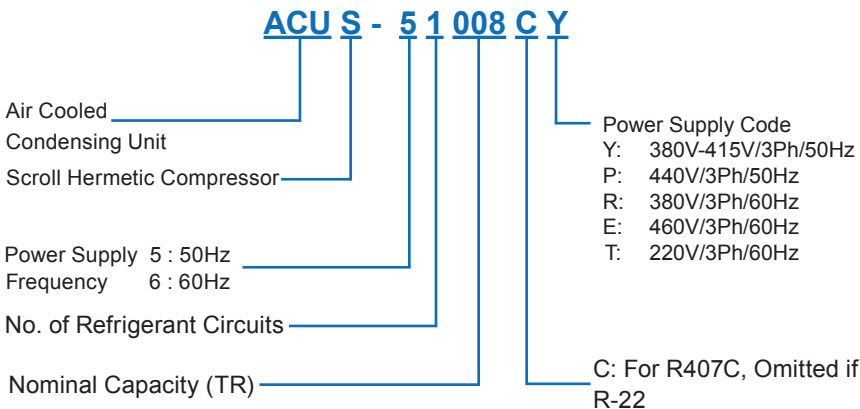 ACU S - 5 1 008 C Y
Air Cooled
Condensing Unit
Scroll Hermetic Compressor
Power Supply 5 : 50Hz
Frequency 6 : 60Hz
No. of Refrigerant Circuits
Nominal Capacity (TR)
Power Supply Code
Y: 380V-415V/3Ph/50Hz
P: 440V/3Ph/50Hz
R: 380V/3Ph/60Hz
E: 460V/3Ph/60Hz
T: 220V/3Ph/60Hz
C: For R407C, Omitted if
R-22